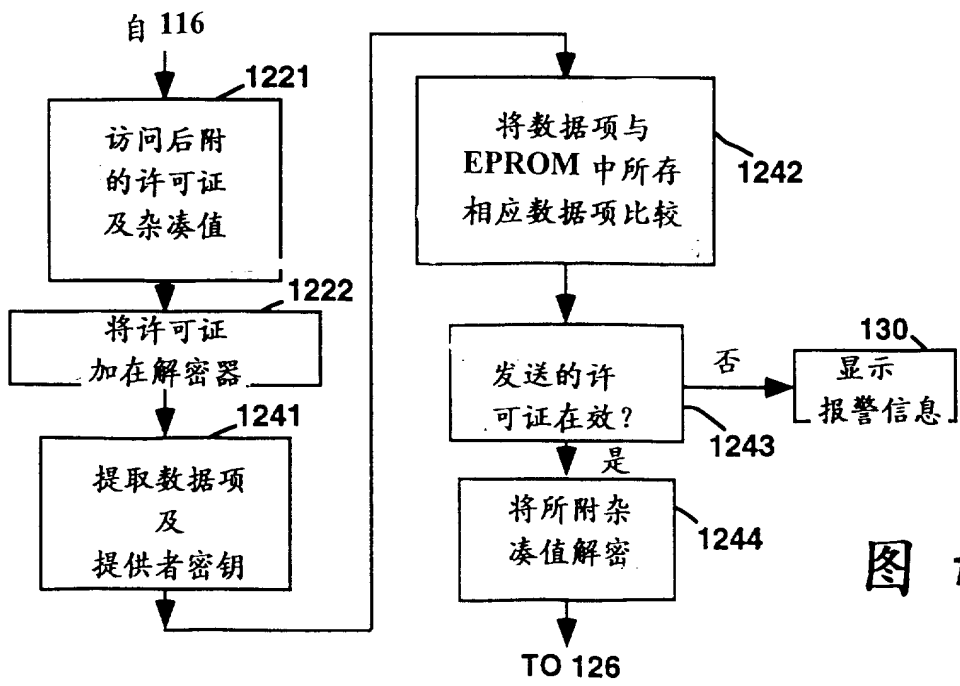 自 116
1221
访问后附
的许可证
及杂凑值
1222
将许可证
加在解密器
1241
提取数据项
及
提供者密钥
将数据项与
EPROM 中所存
相应数据项比较
1242
发送的许
可证在效?
1243
否
130
显示
报警信息
是
将所附杂
凑值解密
1244
TO 126
图